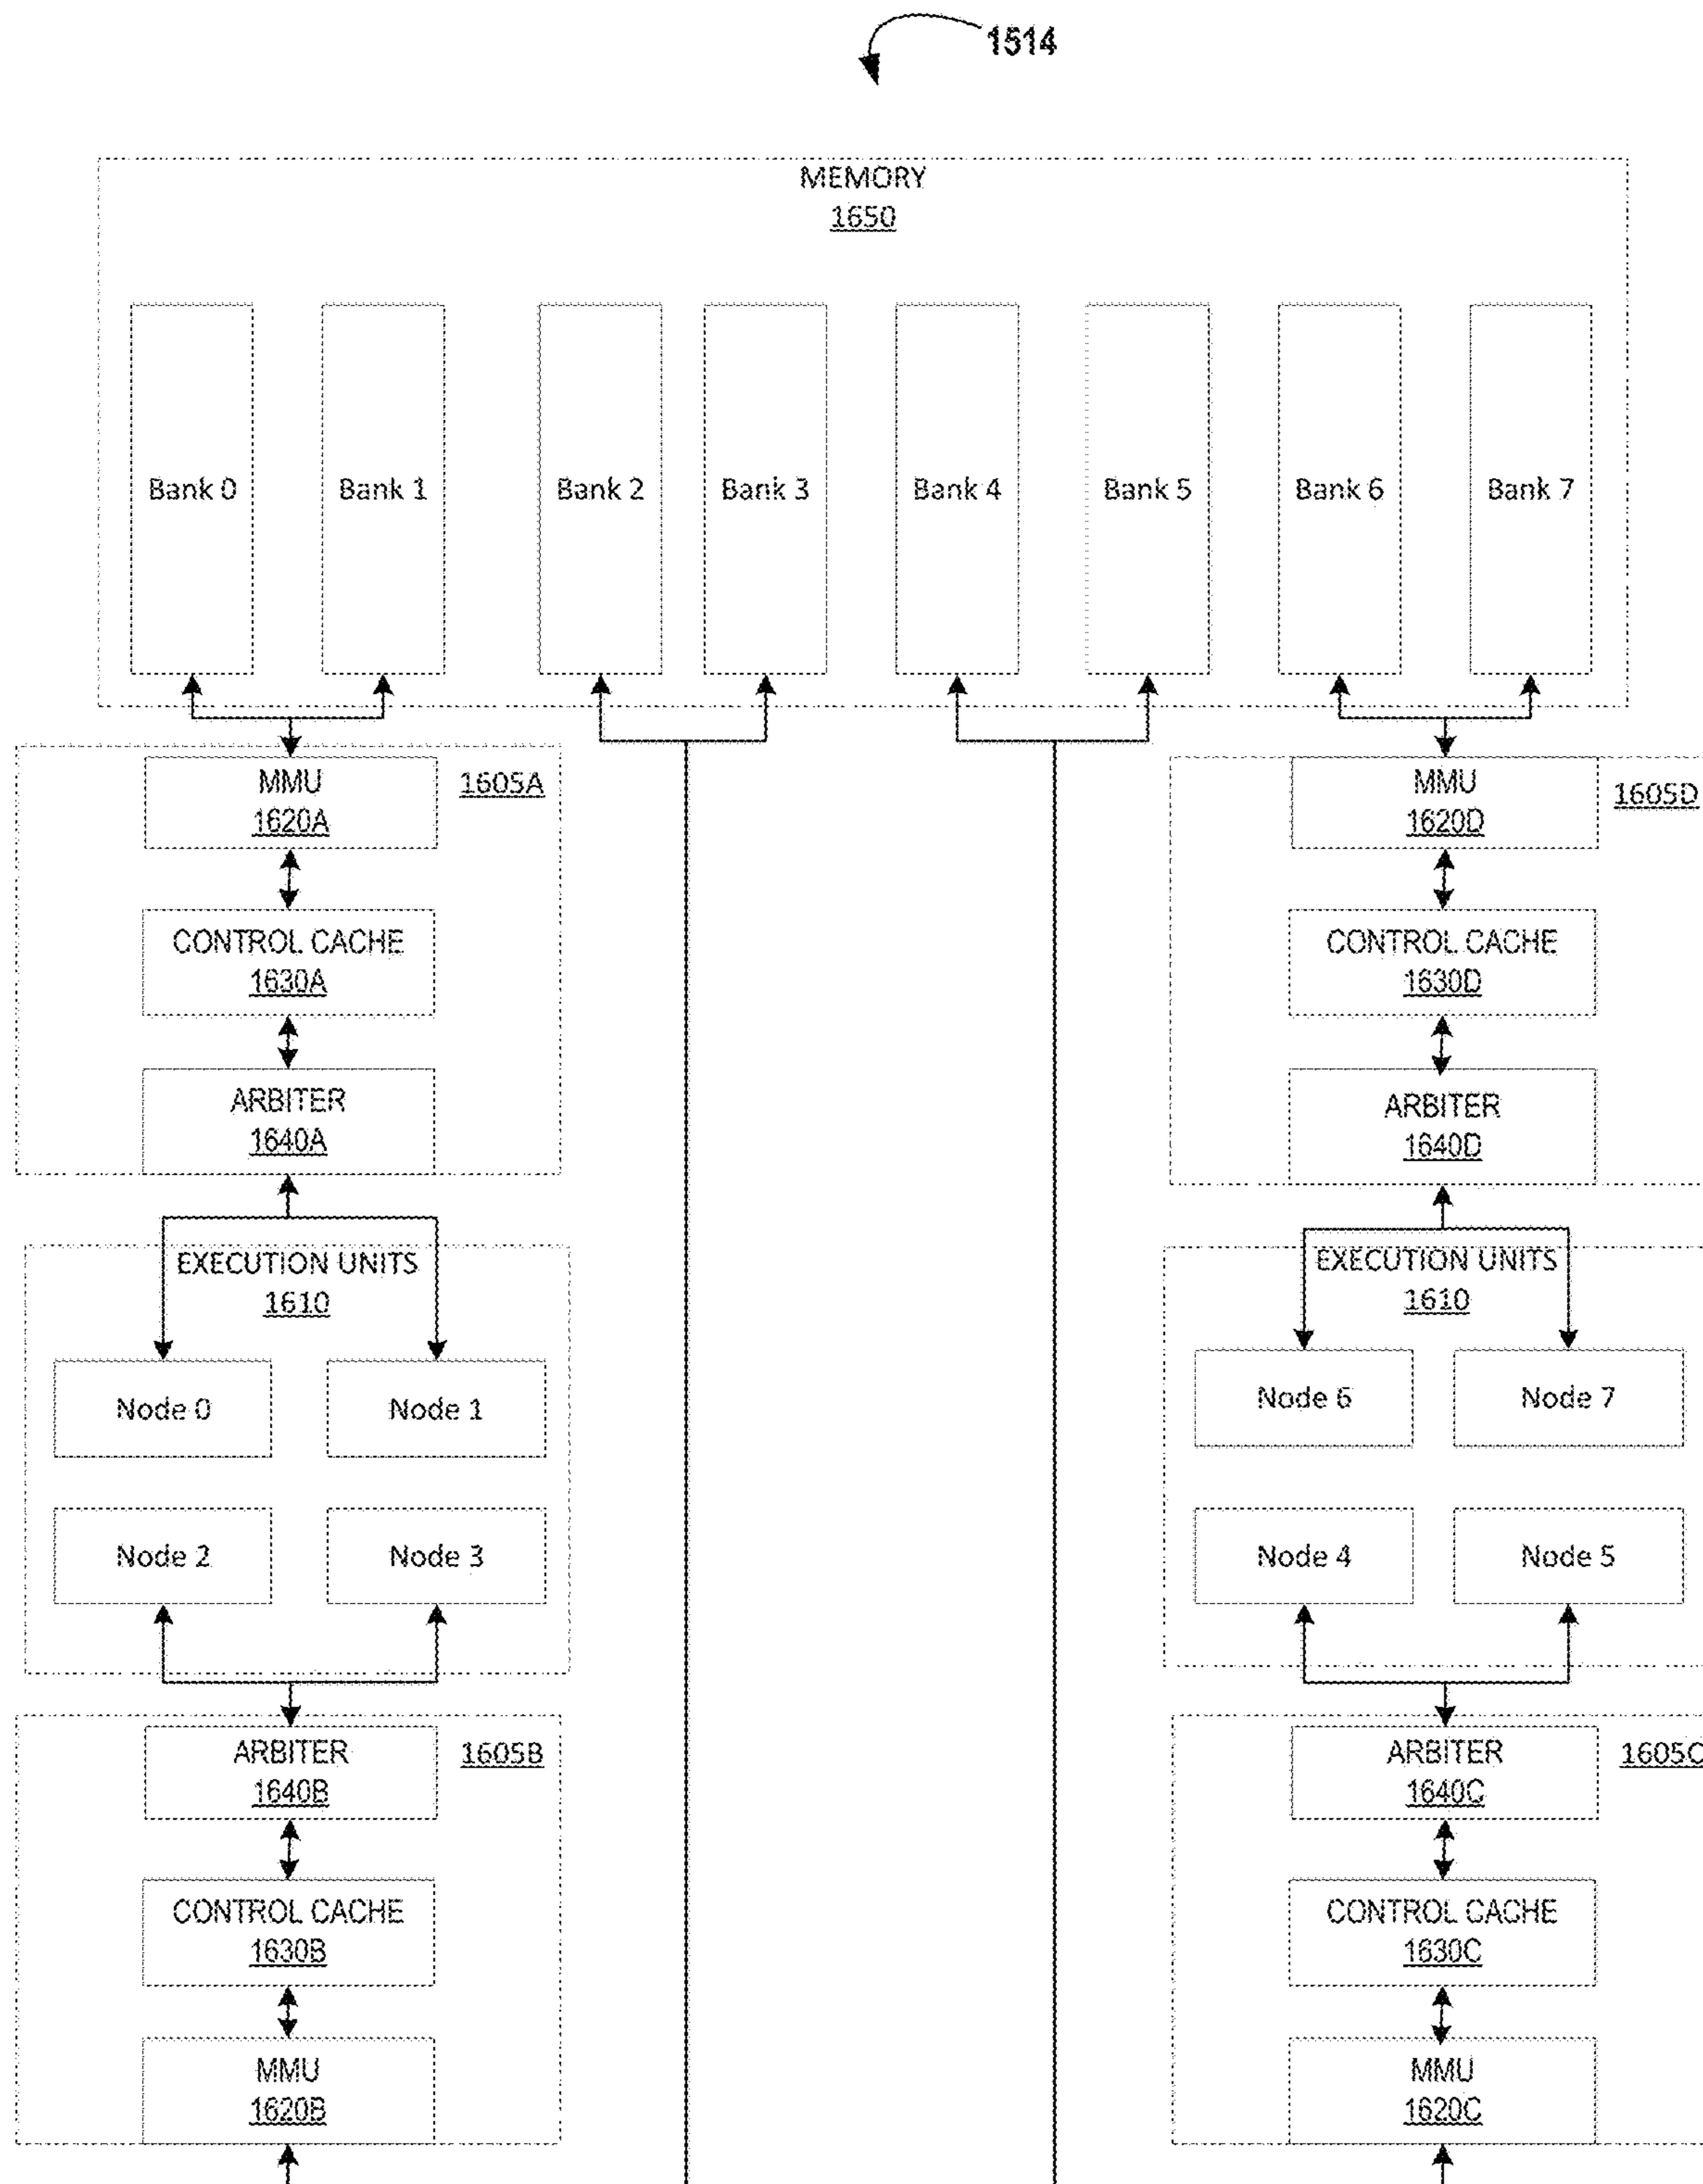 1514
MEMORY
1650
Bank 0
Bank 1
Bank 2
Bank 3
Bank 4
Bank 5
Bank 6
Bank 7
MMU
1620A
1605A
CONTROL CACHE
1630A
ARBITER
1640A
MMU
1620D
1605D
CONTROL CACHE
1630D
ARBITER
1640D
EXECUTION UNITS
1610
Node 0
Node 1
Node 2
Node 3
EXECUTION UNITS
1610
Node 6
Node 7
Node 4
Node 5
ARBITER
1640B
1605B
CONTROL CACHE
1630B
MMU
1620B
ARBITER
1640C
1605C
CONTROL CACHE
1630C
MMU
1620C